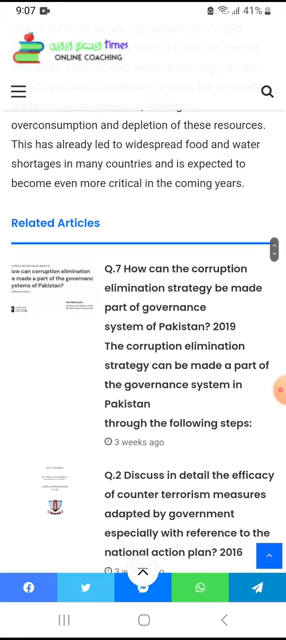 9:07
41%
times
ONLINE COACHING
overconsumption and depletion of these resources.
This has already led to widespread food and water
shortages in many countries and is expected to
become even more critical in the coming years.
Related Articles
How can corruption elimination
Q.7 How can the corruption
elimination strategy be made
part of governance
system of Pakistan? 2019
The corruption elimination
strategy can be made a part of
the governance system in
Pakistan
through the following steps:
3 weeks ago
Q.2 Discuss in detail the efficacy
of counter terrorism measures
adapted by government
especially with reference to the
national action plan? 2016